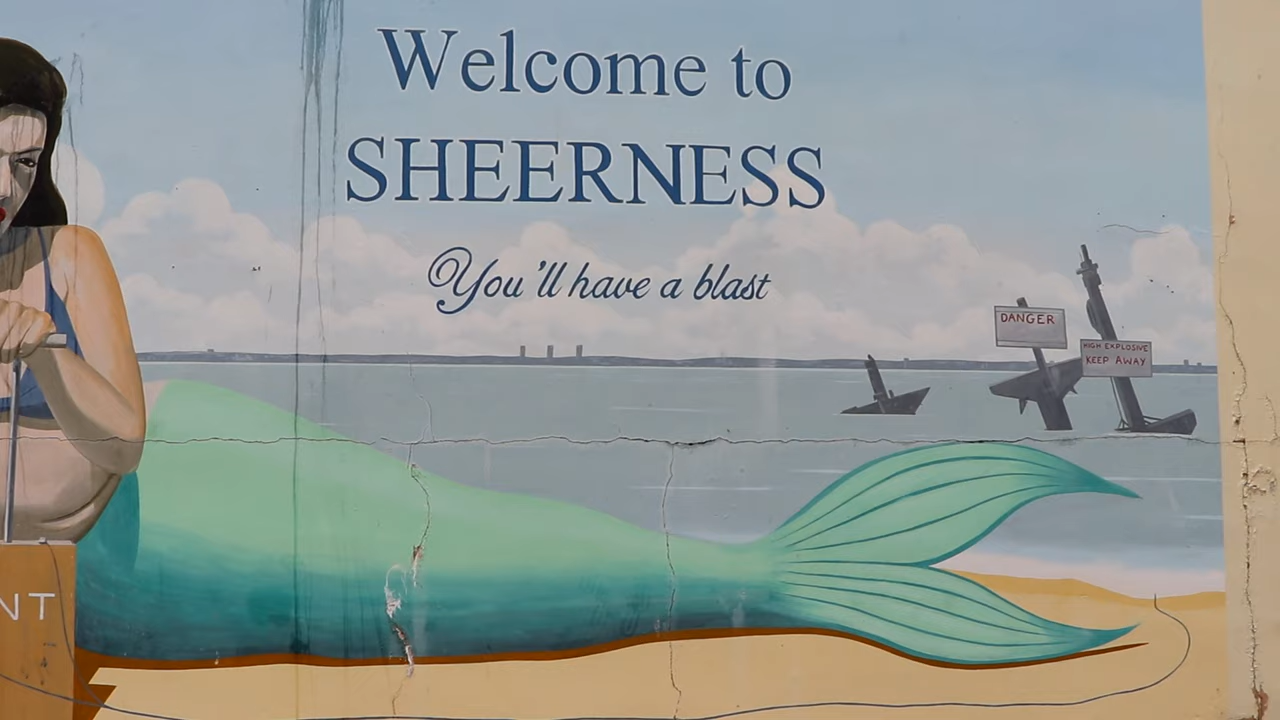 Welcome to
SHEERNESS
You'll have a blast
DANGER
HIGH EXPLOSIVE
KEEP AWAY
NT